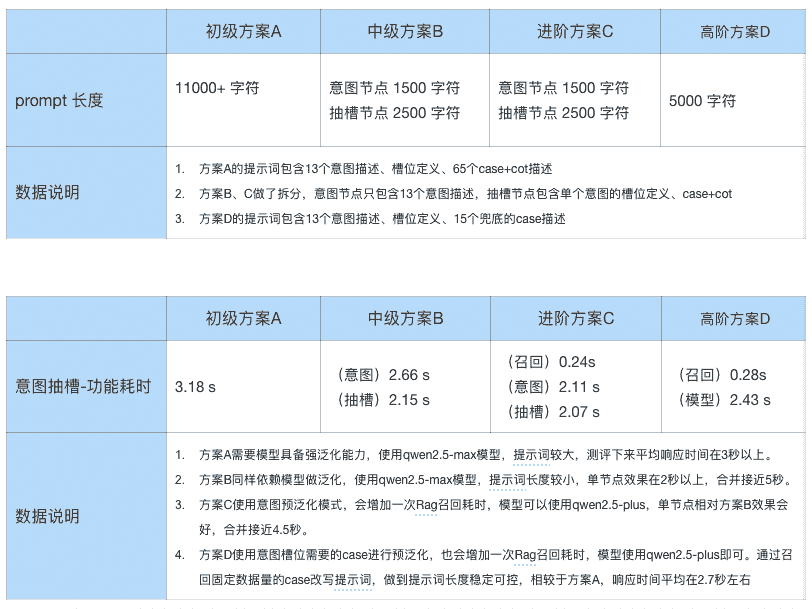 初级方案A 中级方案B 进阶方案C 高阶方案D
prompt 长度
11000+ 字符
意图节点 1500 字符
抽槽节点 2500 字符
意图节点 1500 字符
抽槽节点 2500 字符
5000 字符
数据说明
1. 方案A的提示词包含13个意图描述、槽位定义、65个case+cot描述
2. 方案B、C做了拆分，意图节点只包含13个意图描述，抽槽节点包含单个意图的槽位定义、case+cot
3. 方案D的提示词包含13个意图描述、槽位定义、15个兜底的case描述
初级方案A 中级方案B 进阶方案C 高阶方案D
意图抽槽-功能耗时
3.18 s
（意图）2.66 s
（抽槽）2.15 s
（召回）0.24s
（意图）2.11 s
（抽槽）2.07 s
（召回）0.28s
（模型）2.43 s
数据说明
1. 方案A需要模型具备强泛化能力，使用qwen2.5-max模型，提示词较大，测评下来平均响应时间在3秒以上。
2. 方案B同样依赖模型做泛化，使用qwen2.5-max模型，提示词长度较小，单节点效果在2秒以上，合并接近5秒。
3. 方案C使用意图预泛化模式，会增加一次Rag召回耗时，模型可以使用qwen2.5-plus，单节点相对方案B效果会
好，合并接近4.5秒。
4. 方案D使用意图槽位需要的case进行预泛化，也会增加一次Rag召回耗时，模型使用qwen2.5-plus即可。通过召
回固定数据量的case改写提示词，做到提示词长度稳定可控，相较于方案A，响应时间平均在2.7秒左右